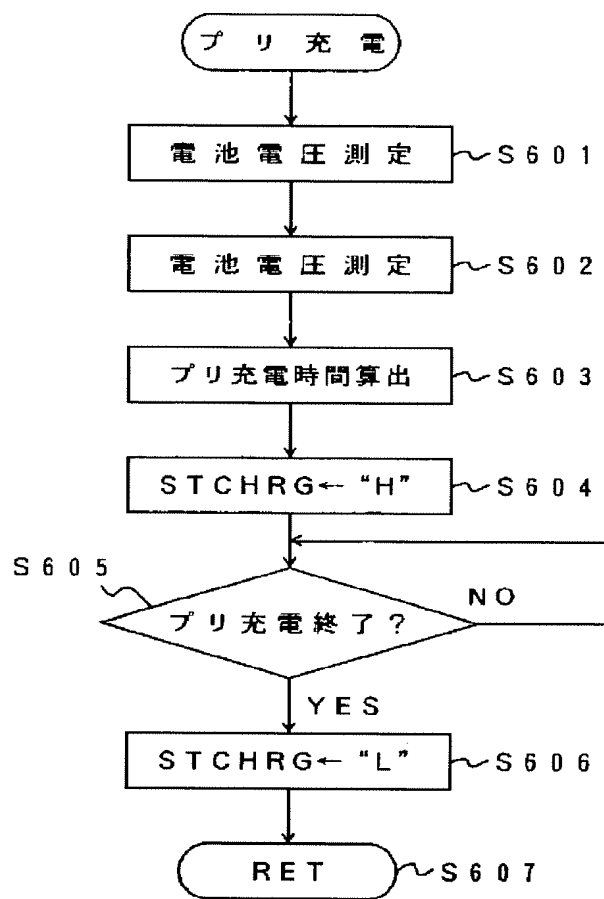 プリ充電
電池電圧測定 S601
電池電圧測定 S602
プリ充電時間算出 S603
STCHRG←“H” S604
S605
プリ充電終了？ NO
YES
STCHRG←“L” S606
RET S607